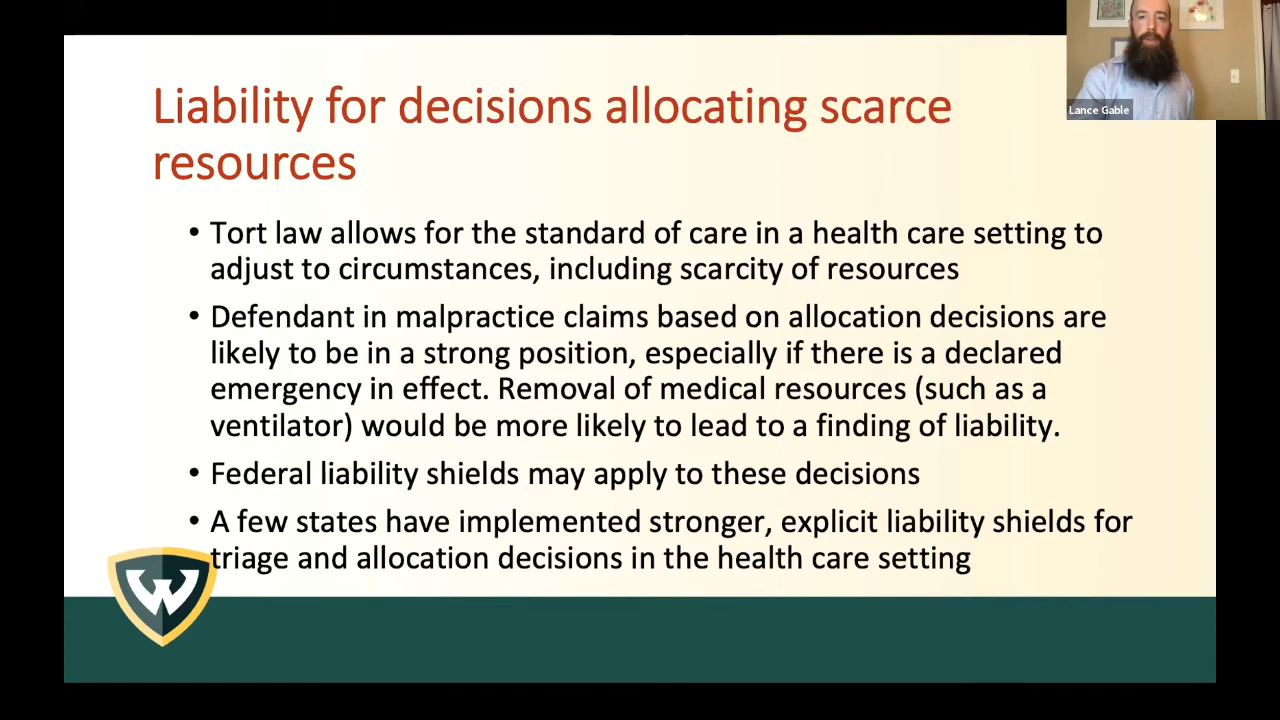 Liability for decisions allocating scarce
resources
Lance Gable
• Tort law allows for the standard of care in a health care setting to
adjust to circumstances, including scarcity of resources
• Defendant in malpractice claims based on allocation decisions are
likely to be in a strong position, especially if there is a declared
emergency in effect. Removal of medical resources (such as a
ventilator) would be more likely to lead to a finding of liability.
• Federal liability shields may apply to these decisions
• A few states have implemented stronger, explicit liability shields for
triage and allocation decisions in the health care setting
W